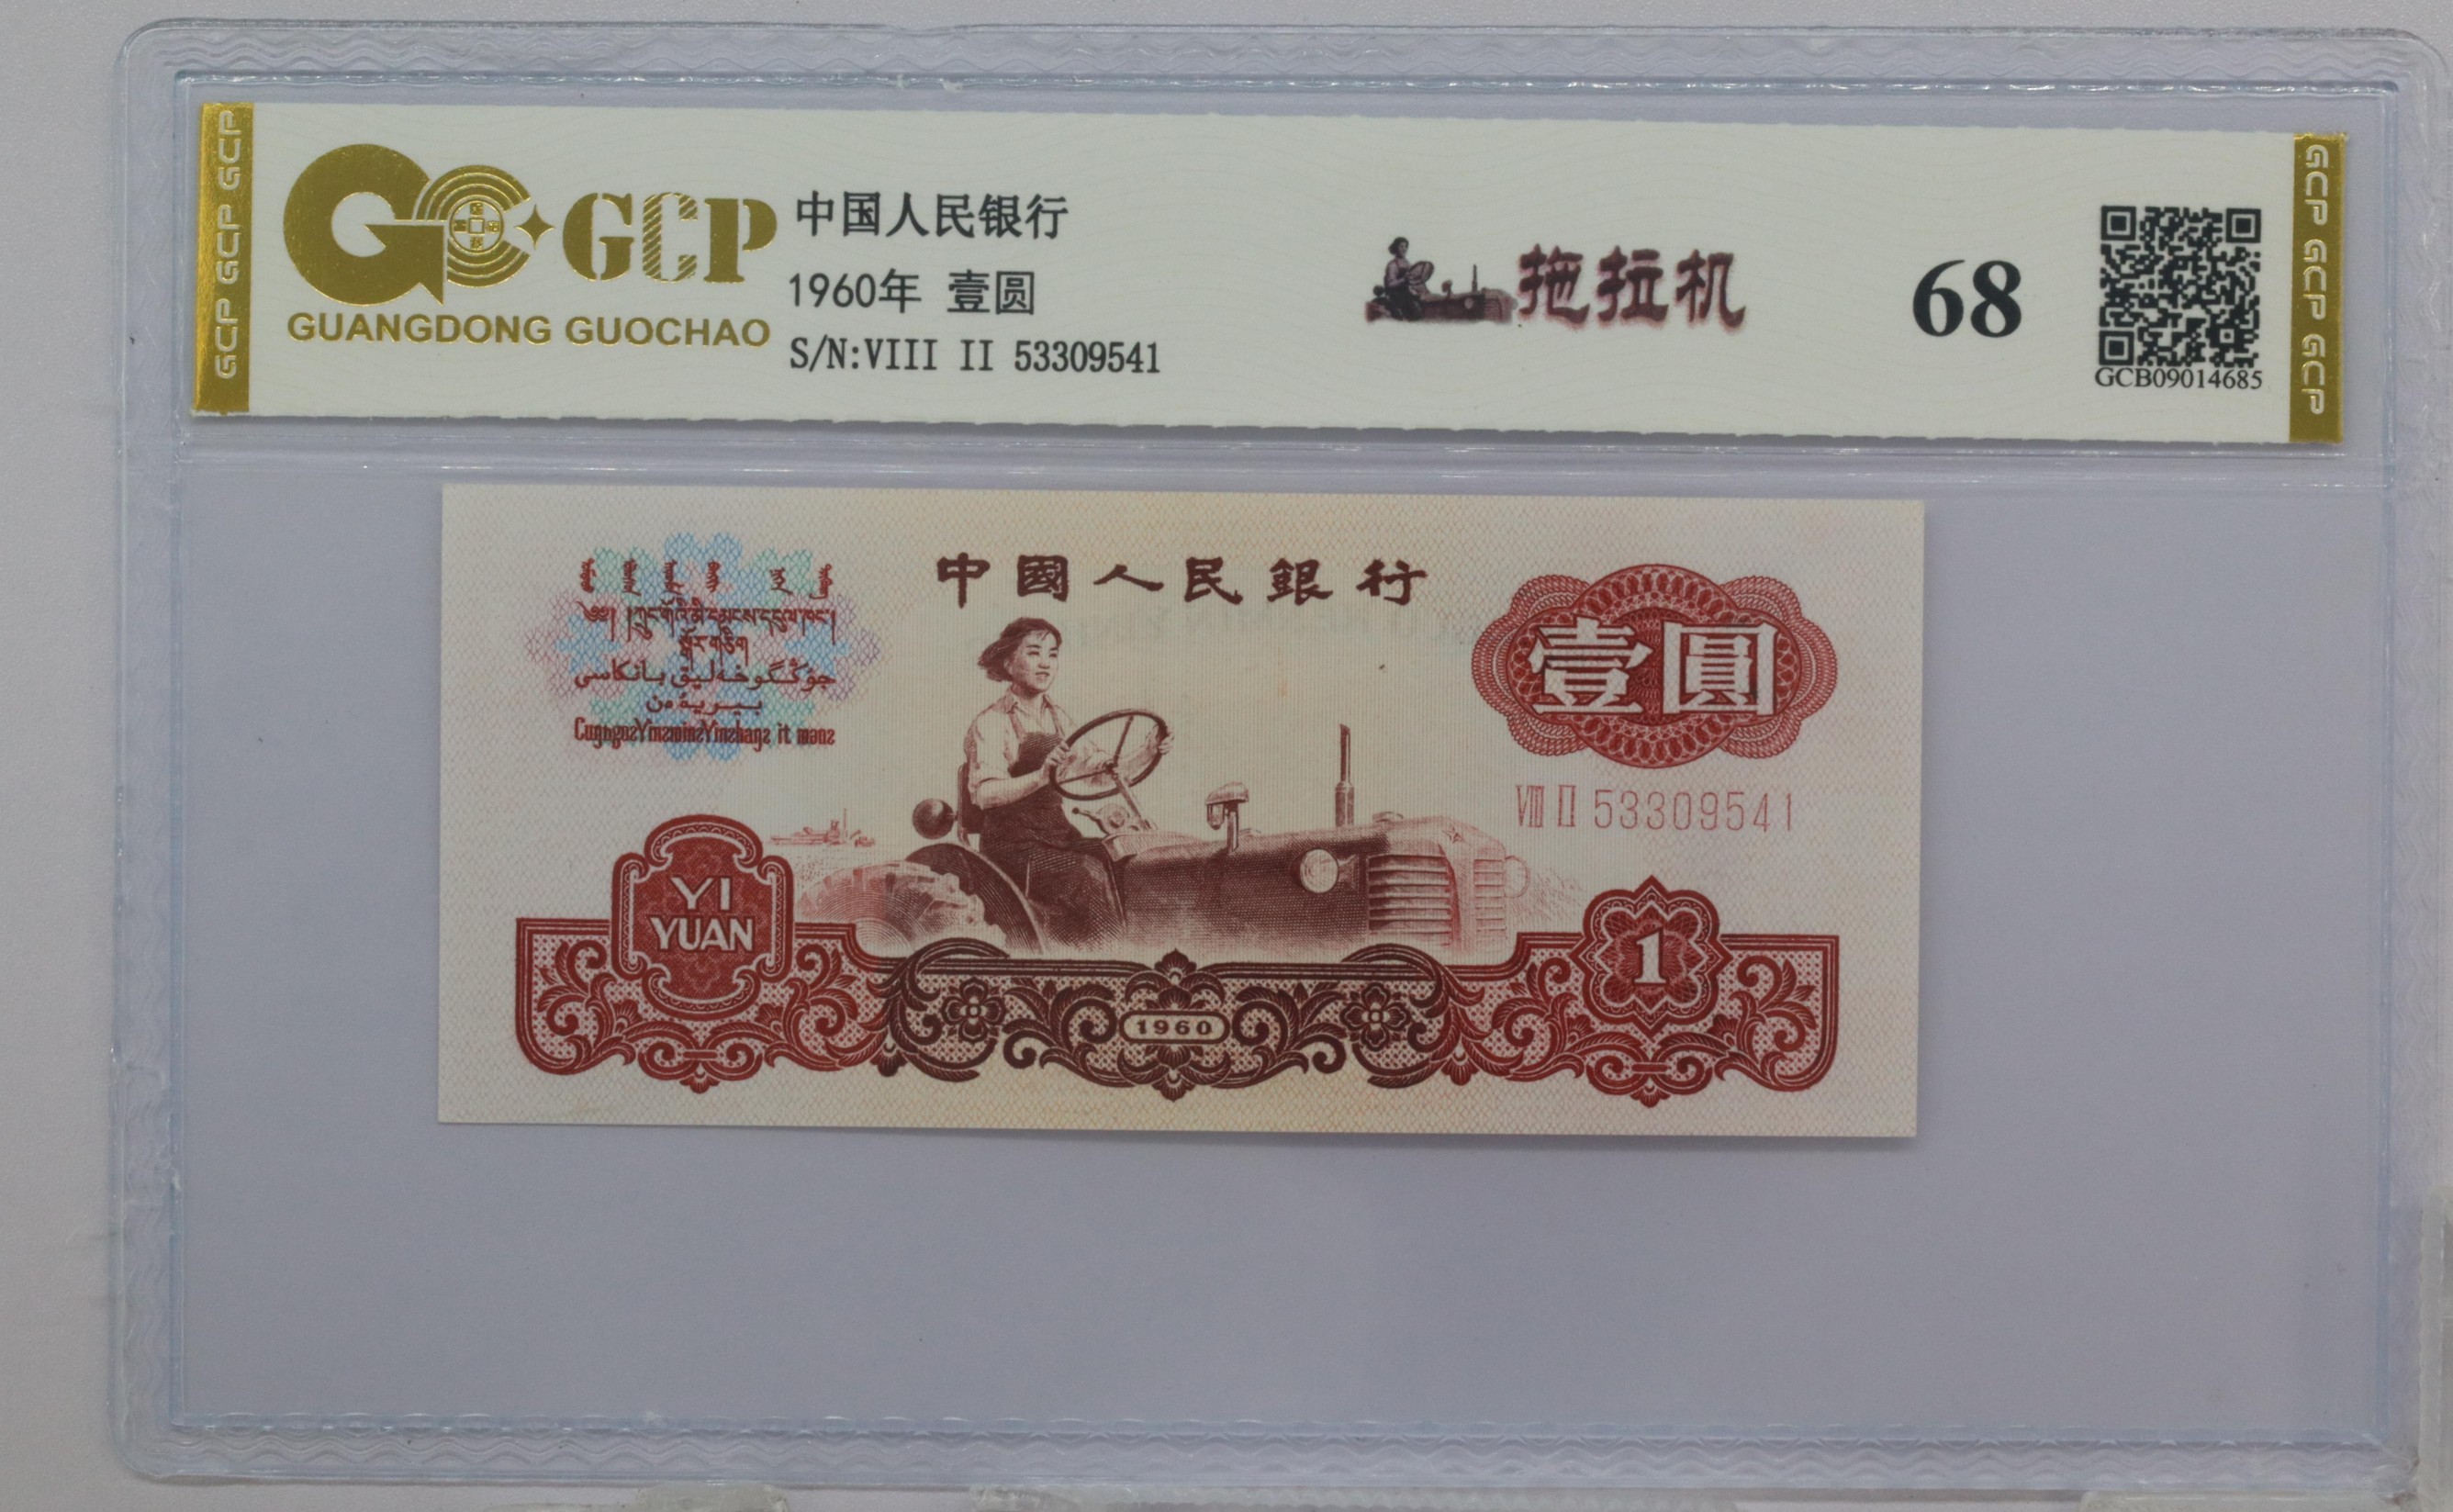 GCP GCP GCP
GCP
GUANGDONG GUOCHAO
中国人民银行
1960年 壹圆
S/N:VIII II 53309541
拖拉机
68
GCB09014685
GCP GCP GCP
中國人民銀行
壹圓
VIII II 53309541
YI
YUAN
1960
1